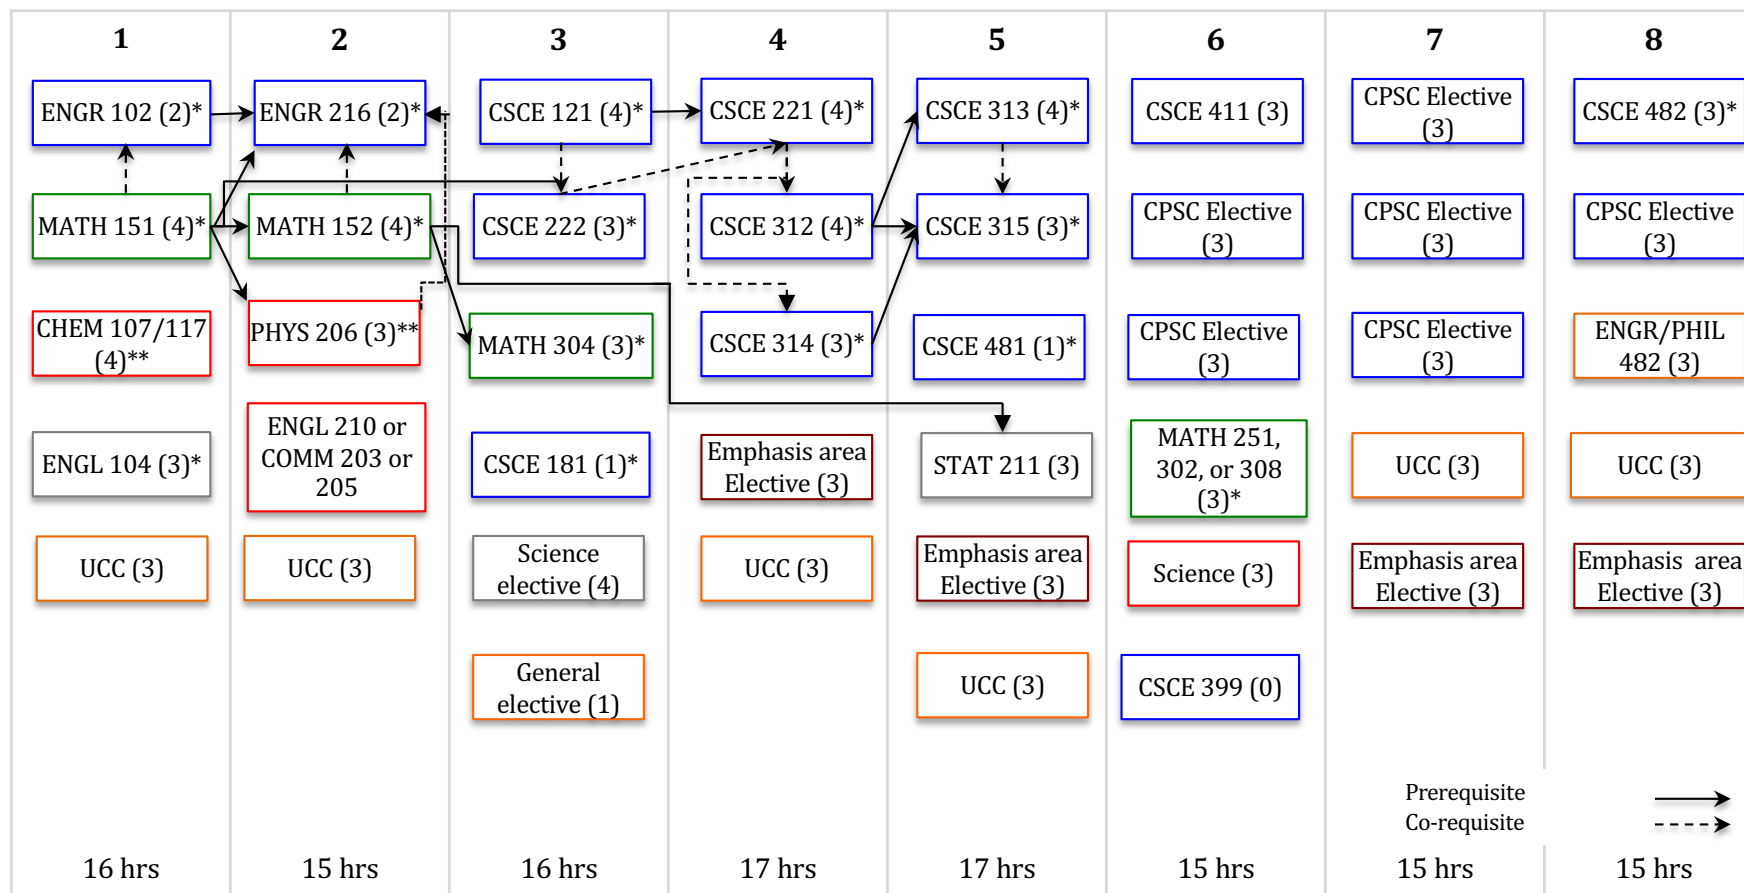 1
ENGR 102 (2)*
MATH 151 (4)*
CHEM 107/117
(4)**
ENGL 104 (3)*
UCC (3)
16 hrs
2
ENGR 216 (2)*
MATH 152 (4)*
PHYS 206 (3)**
ENGL 210 or
COMM 203 or
205
UCC (3)
15 hrs
3
CSCE 121 (4)*
CSCE 222 (3)*
MATH 304 (3)*
CSCE 181 (1)*
Science
elective (4)
General
elective (1)
16 hrs
4
CSCE 221 (4)*
CSCE 312 (4)*
CSCE 314 (3)*
Emphasis area
Elective (3)
UCC (3)
17 hrs
5
CSCE 313 (4)*
CSCE 315 (3)*
CSCE 481 (1)*
STAT 211 (3)
Emphasis area
Elective (3)
UCC (3)
17 hrs
6
CSCE 411 (3)
CPSC Elective
(3)
CPSC Elective
(3)
MATH 251,
302, or 308
(3)*
Science (3)
CSCE 399 (0)
15 hrs
7
CPSC Elective
(3)
CPSC Elective
(3)
CPSC Elective
(3)
UCC (3)
Emphasis area
Elective (3)
15 hrs
8
CSCE 482 (3)*
CPSC Elective
(3)
ENGR/PHIL
482 (3)
UCC (3)
Emphasis area
Elective (3)
15 hrs
Prerequisite
Co-requisite